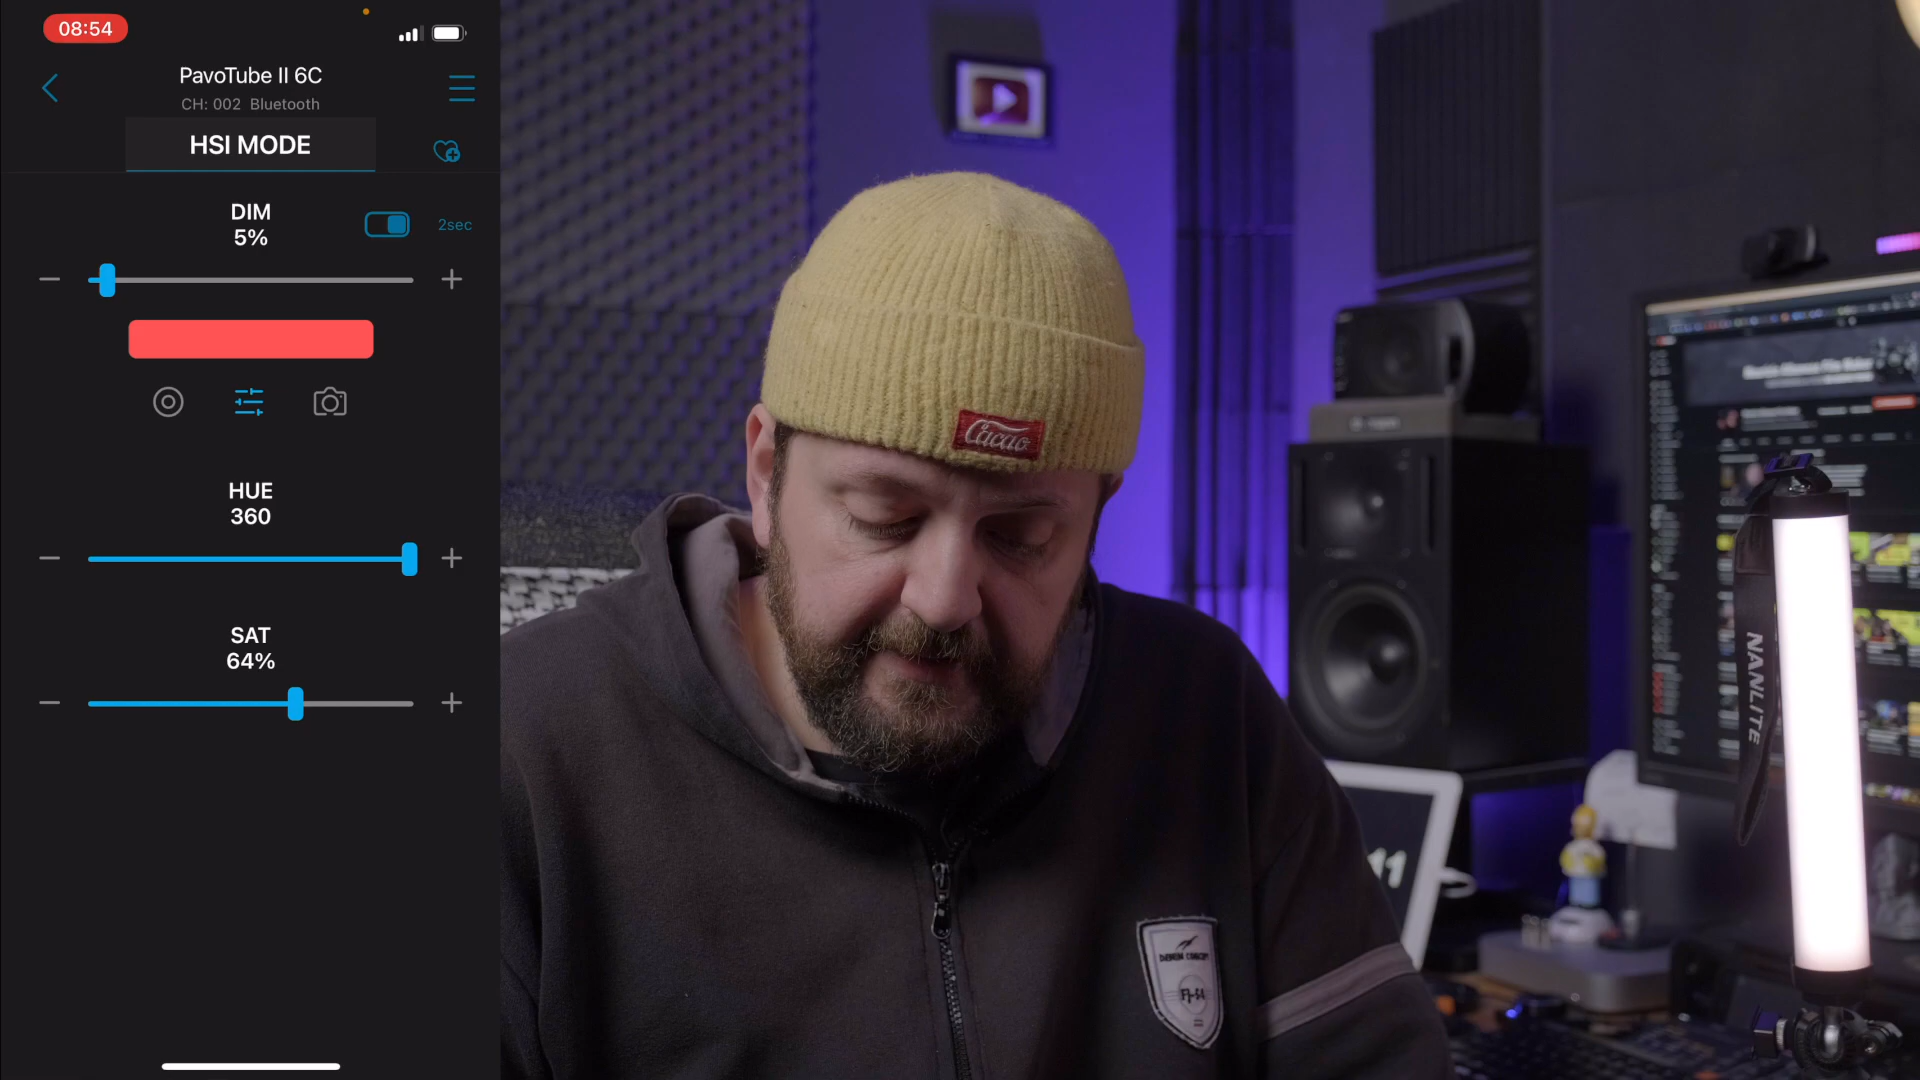 08:54
PavoTube II 6C
CH: 002 Bluetooth
HSI MODE
DIM
5%
2sec
HUE
360
SAT
64%
Cacao
NANLITE
11